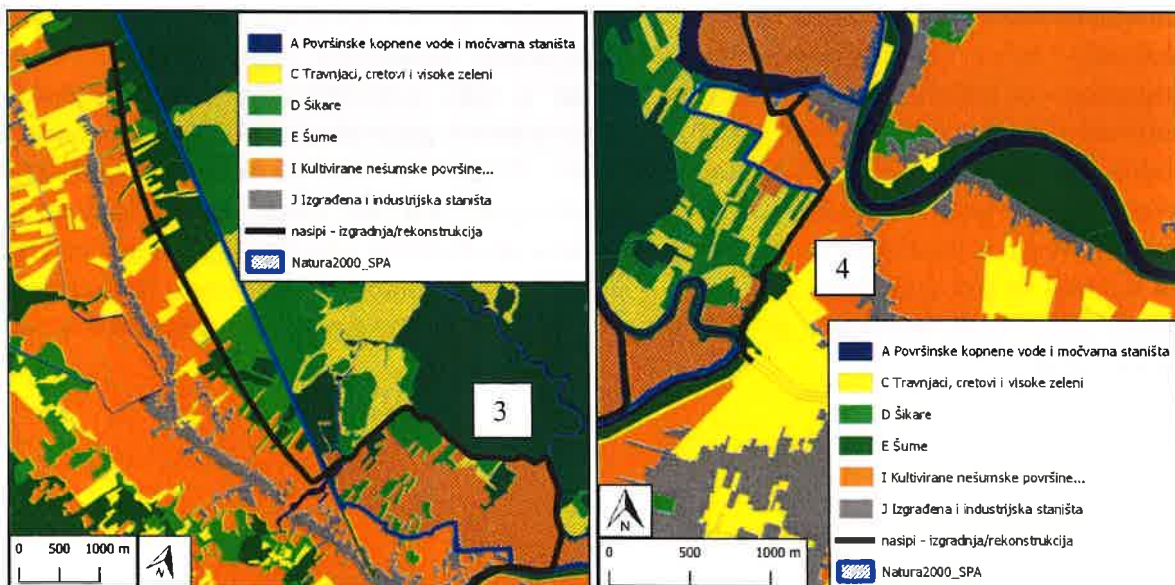 A Površinske kopnene vode i močvarna staništa
C Travnjaci, cretovi i visoke zeleni
D Šikare
E Šume
I Kultivirane nešumske površine...
J Izgrađena i industrijska staništa
nasipi - izgradnja/rekonstrukcija
Natura2000_SPA
3
0 500 1000 m
N
4
A Površinske kopnene vode i močvarna staništa
C Travnjaci, cretovi i visoke zeleni
D Šikare
E Šume
I Kultivirane nešumske površine...
J Izgrađena i industrijska staništa
nasipi - izgradnja/rekonstrukcija
Natura2000_SPA
N
0 500 1000 m